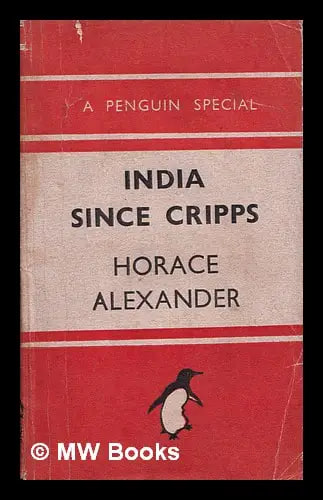 A PENGUIN SPECIAL
INDIA
SINCE CRIPPS
HORACE
ALEXANDER
© MW Books